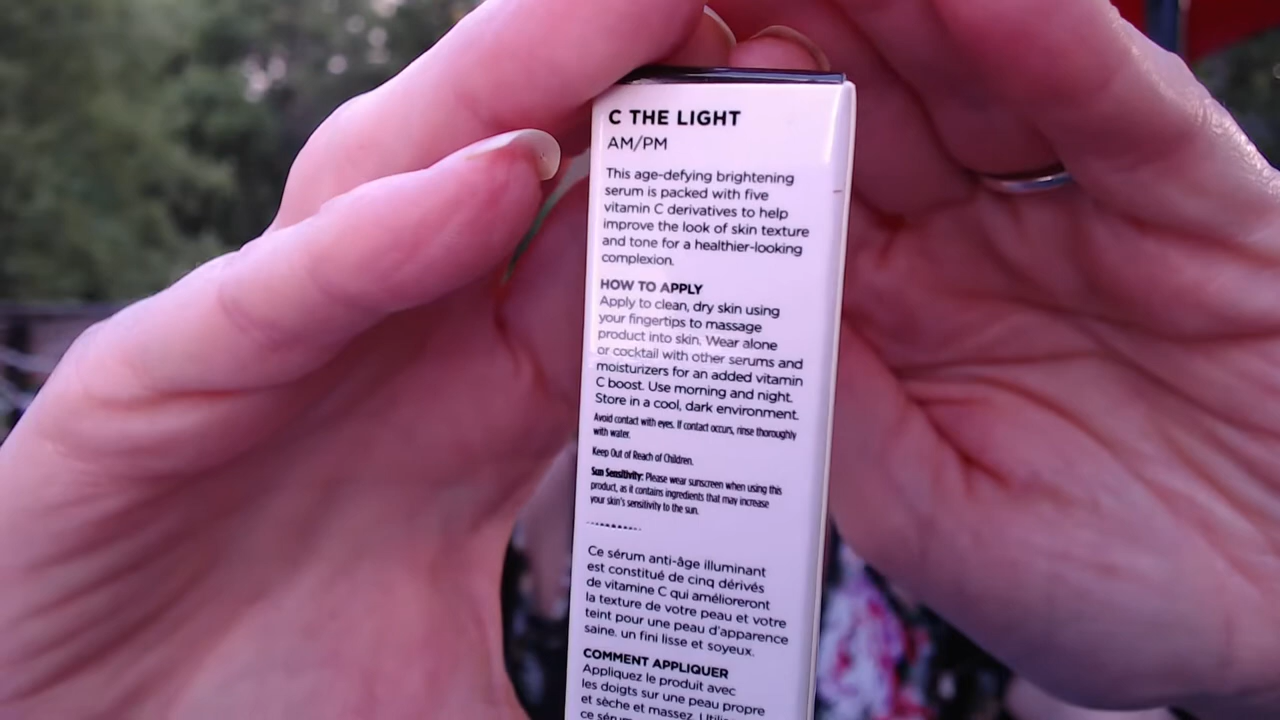 C THE LIGHT
AM/PM
This age-defying brightening
serum is packed with five
vitamin C derivatives to help
improve the look of skin texture
and tone for a healthier-looking
complexion.
HOW TO APPLY
Apply to clean, dry skin using
your fingertips to massage
product into skin. Wear alone
or cocktail with other serums and
moisturizers for an added vitamin
C boost. Use morning and night.
Store in a cool, dark environment.
Avoid contact with eyes. If contact occurs, rinse thoroughly
with water.
Keep Out of Reach of Children.
Sun Sensitivity: Please wear sunscreen when using this
product, as it contains ingredients that may increase
your skin's sensitivity to the sun.
Ce sérum anti-âge illuminant
est constitué de cinq dérivés
de vitamine C qui amélioreront
la texture de votre peau et votre
teint pour une peau d'apparence
saine. un fini lisse et soyeux.
COMMENT APPLIQUER
Appliquez le produit avec
les doigts sur une peau propre
et sèche et massez.
ce sérum